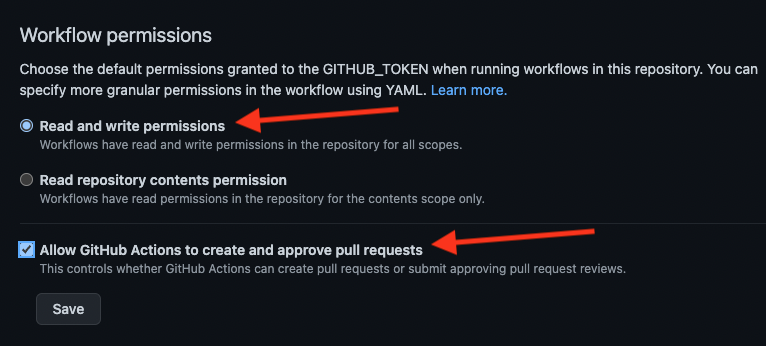 Workflow permissions
Choose the default permissions granted to the GITHUB_TOKEN when running workflows in this repository. You can
specify more granular permissions in the workflow using YAML. Learn more.
Read and write permissions
Workflows have read and write permissions in the repository for all scopes.
Read repository contents permission
Workflows have read permissions in the repository for the contents scope only.
Allow GitHub Actions to create and approve pull requests
This controls whether GitHub Actions can create pull requests or submit approving pull request reviews.
Save